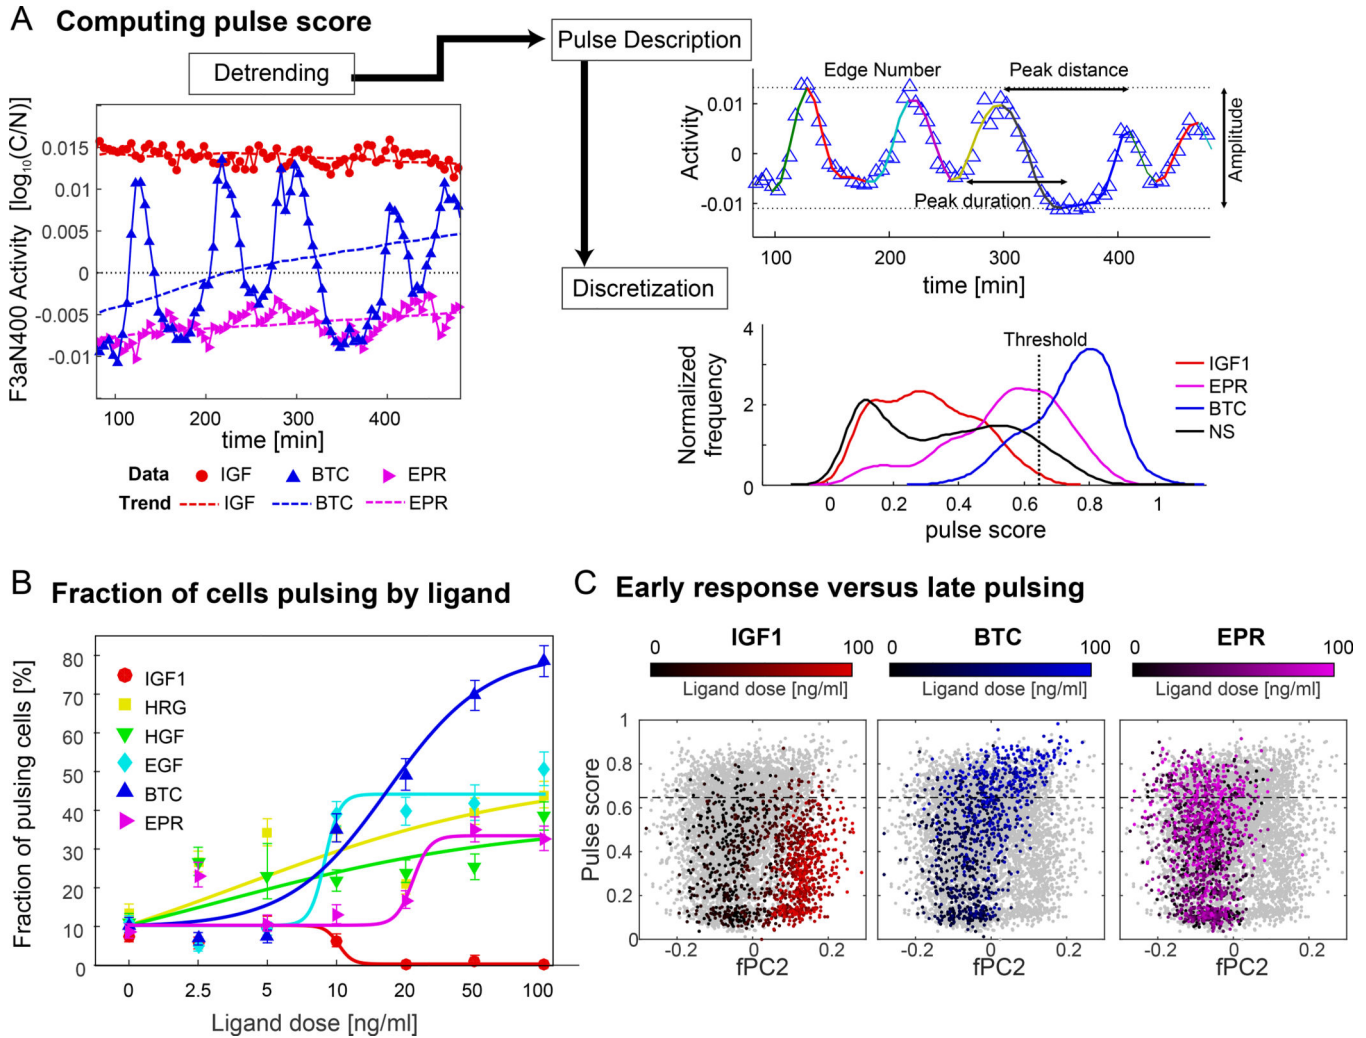 A Computing pulse score
Detrending
Pulse Description
Discretization
F3aN400 Activity [log₁₀(C/N)]
0.015
0.01
0.005
0
-0.005
-0.01
100 200 300 400
time [min]
Data IGF BTC EPR
Trend IGF BTC EPR
Edge Number Peak distance
Activity
0.01
0
-0.01
Peak duration
Amplitude
100 200 300 400
time [min]
Normalized
frequency
4
2
0
Threshold
IGF1
EPR
BTC
NS
0 0.2 0.4 0.6 0.8 1
pulse score
B Fraction of cells pulsing by ligand
Fraction of pulsing cells [%]
80
70
60
50
40
30
20
10
0
IGF1
HRG
HGF
EGF
BTC
EPR
0 2.5 5 10 20 50 100
Ligand dose [ng/ml]
C Early response versus late pulsing
0 IGF1 100
Ligand dose [ng/ml]
0 BTC 100
Ligand dose [ng/ml]
0 EPR 100
Ligand dose [ng/ml]
Pulse score
1
0.8
0.6
0.4
0.2
0
-0.2 0 0.2
fPC2
-0.2 0 0.2
fPC2
-0.2 0 0.2
fPC2